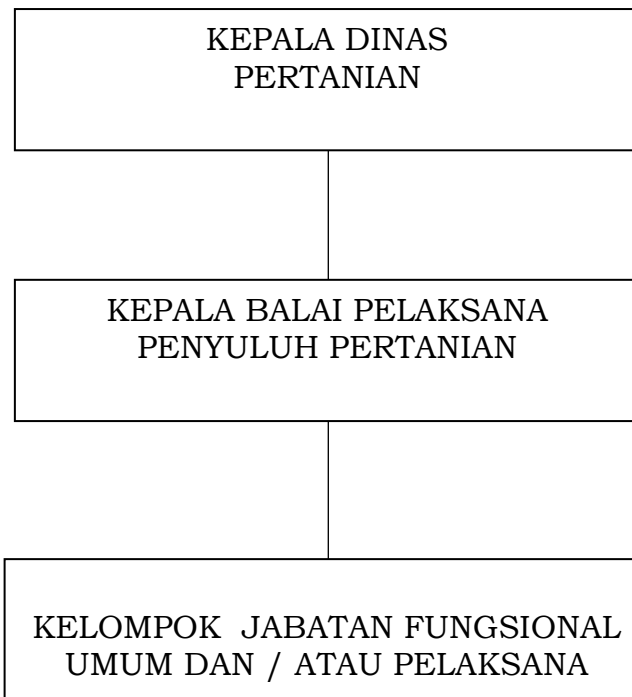 KEPALA DINAS
PERTANIAN
KEPALA BALAI PELAKSANA
PENYULUH PERTANIAN
KELOMPOK  JABATAN FUNGSIONAL
UMUM DAN / ATAU PELAKSANA